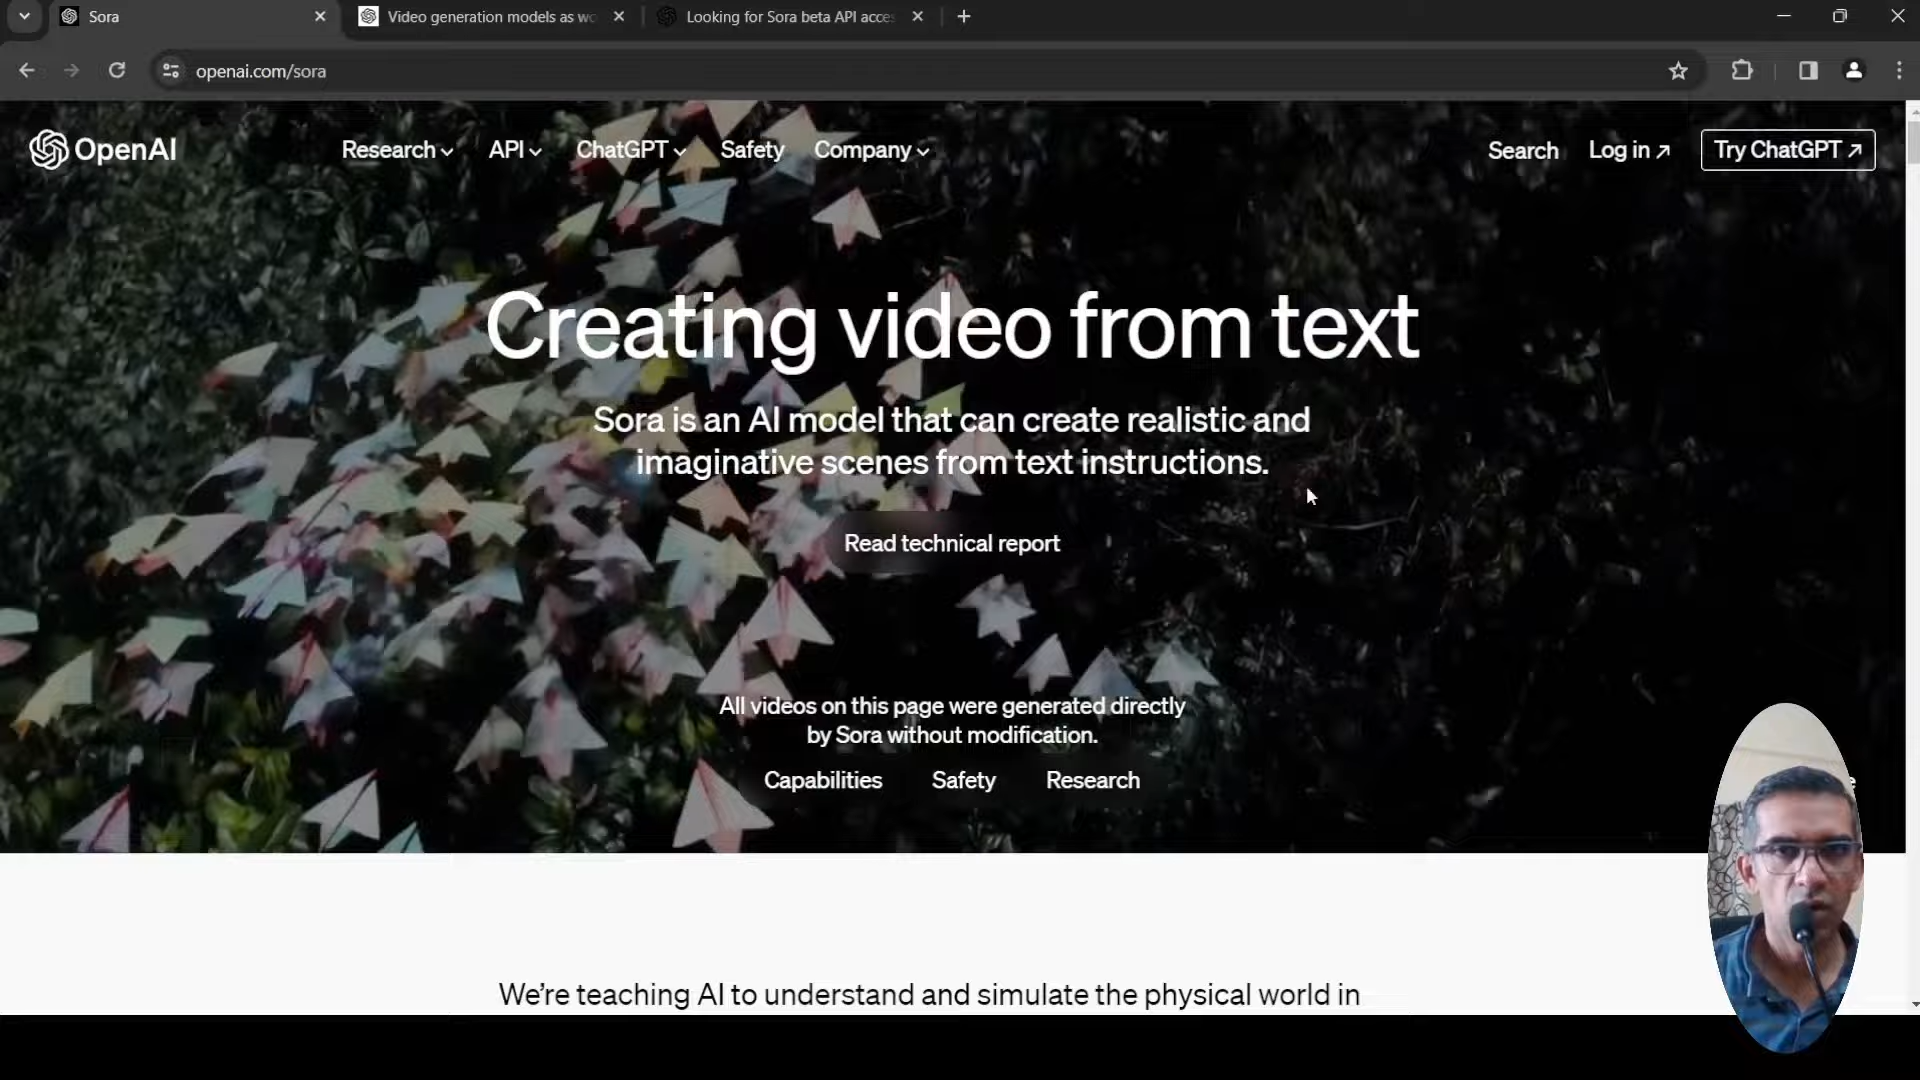 Sora
Video generation models as wo
Looking for Sora beta API acces
openai.com/sora
OpenAI
Research
API
ChatGPT
Safety
Company
Search
Log in ↗
Try ChatGPT ↗
Creating video from text
Sora is an AI model that can create realistic and
imaginative scenes from text instructions.
Read technical report
All videos on this page were generated directly
by Sora without modification.
Capabilities
Safety
Research
We’re teaching AI to understand and simulate the physical world in